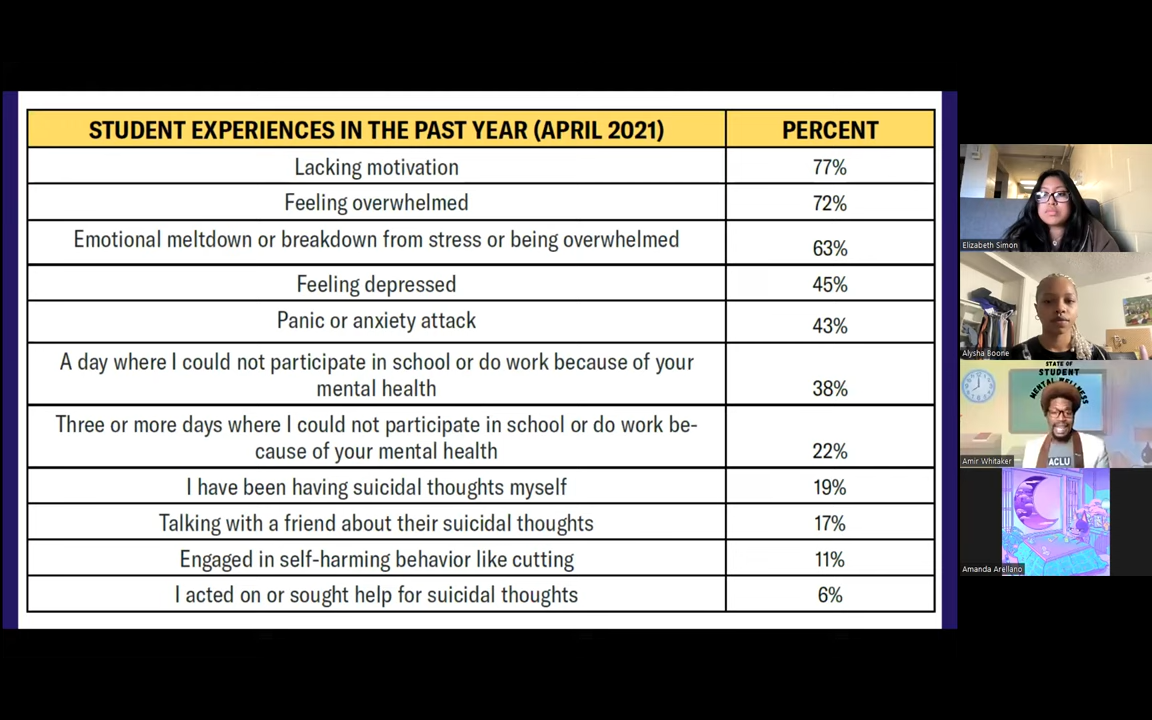 STUDENT EXPERIENCES IN THE PAST YEAR (APRIL 2021) PERCENT
Lacking motivation 77%
Feeling overwhelmed 72%
Emotional meltdown or breakdown from stress or being overwhelmed 63%
Feeling depressed 45%
Panic or anxiety attack 43%
A day where I could not participate in school or do work because of your
mental health 38%
Three or more days where I could not participate in school or do work be-
cause of your mental health 22%
I have been having suicidal thoughts myself 19%
Talking with a friend about their suicidal thoughts 17%
Engaged in self-harming behavior like cutting 11%
I acted on or sought help for suicidal thoughts 6%
Elizabeth Simon
Alysha Boone
STATE OF
STUDENT
MENTAL WELLNESS
ACLU
Amir Whitaker
Amanda Arellano